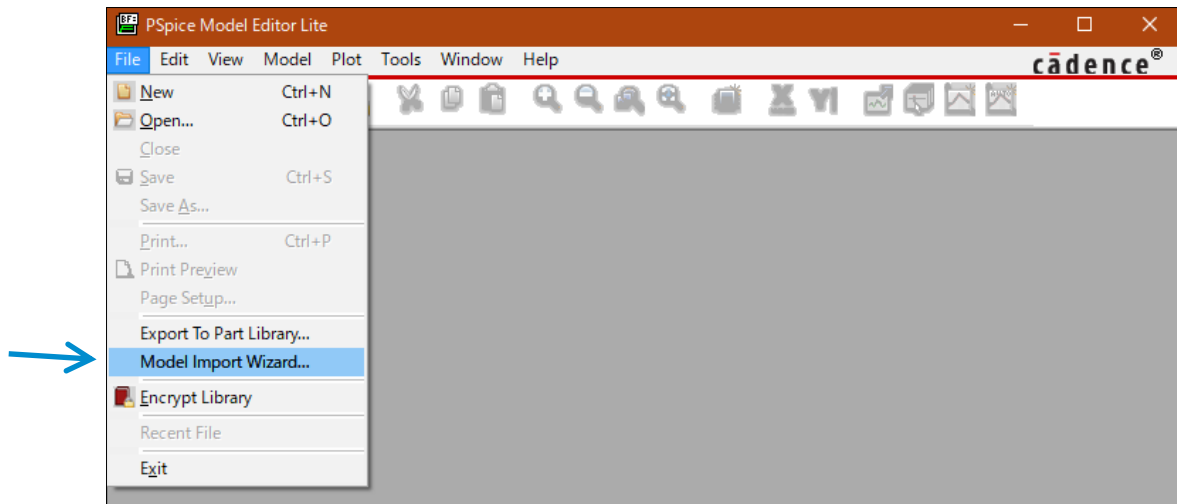 PSpice Model Editor Lite
File Edit View Model Plot Tools Window Help
cādence®
New Ctrl+N
Open... Ctrl+O
Close
Save Ctrl+S
Save As...
Print... Ctrl+P
Print Preview
Page Setup...
Export To Part Library...
Model Import Wizard...
Encrypt Library
Recent File
Exit